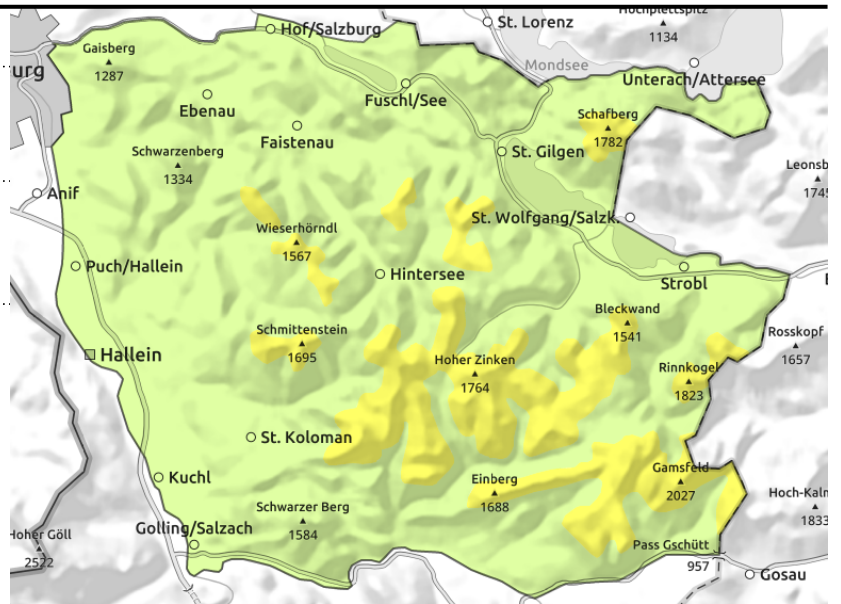 Hochplettspitz
1134
St. Lorenz
Hof/Salzburg
Gaisberg
1287
Mondsee
urg
Unterach/Attersee
Fuschl/See
Ebenau
Schafberg
1782
Faistenau
Schwarzenberg
1334
St. Gilgen
Leonsb
1745
Anif
St. Wolfgang/Salzk.
Wieserhörndl
1567
Puch/Hallein
Hintersee
Strobl
Bleckwand
1541
Schmittenstein
1695
Rosskopf
1657
Hallein
Hoher Zinken
1764
Rinnkogel
1823
St. Koloman
Kuchl
Einberg
1688
Gamsfeld
2027
Hoch-Kalm
1833
Schwarzer Berg
1584
Golling/Salzach
Hoher Göll
2522
Pass Gschütt
957
Gosau